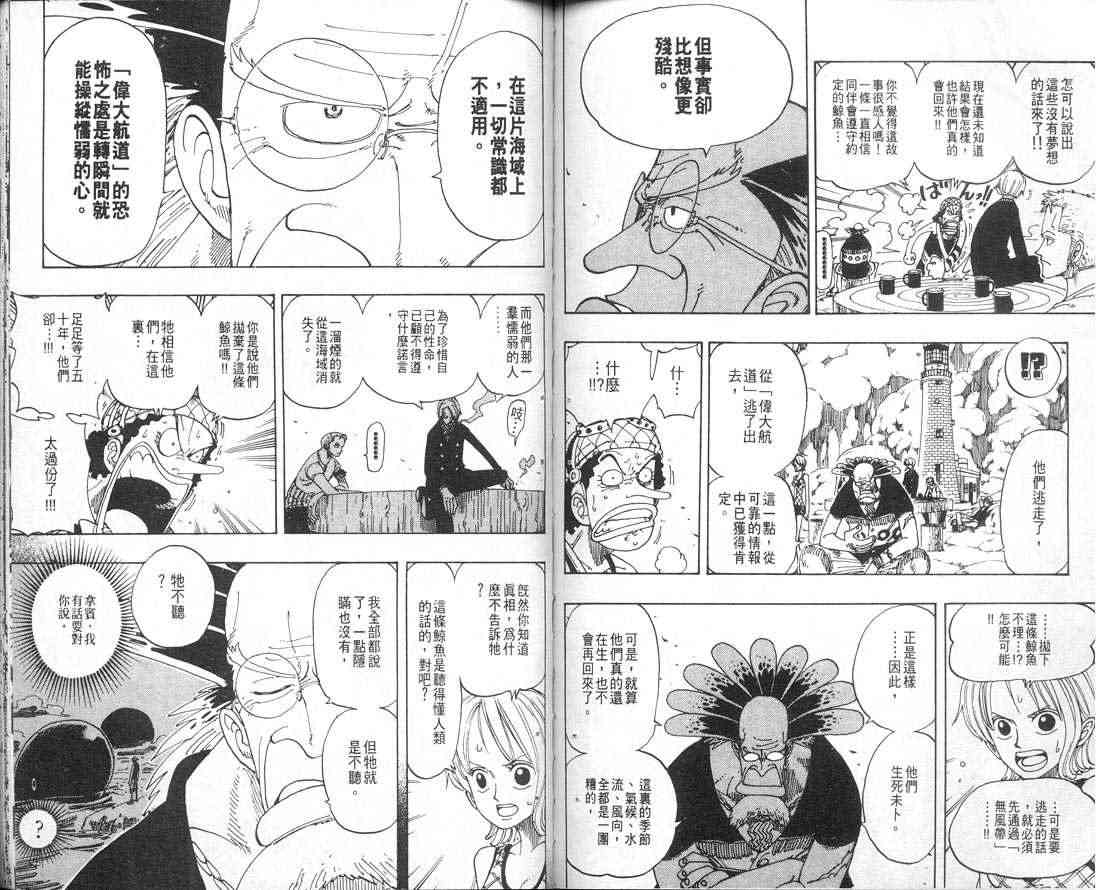 怎可以說出
這些沒有夢想
的話來了!!
現在還未知道
結果會怎樣,
也許他們真的
會回來!!
你不覺得這故
事很感人嗎!
一條一直相信
同伴會遵守約
定的鯨魚
ばんっ!!
但事實卻
比想像更
殘酷。
!?
他們逃走了,
從「偉大航
道」逃了出
去,
這一點,從
可靠的情報
中已獲得肯
定。
什…
什麼
…!!?
……拋下
這條鯨魚
不理…!?
怎麼可能
!!
…可是要
逃走的話
,就必須
先通過「
無風帶」
……!!
正是這樣
……因此,
他們
生死未卜。
可是,就算
他們真的還
在生,也不
會再回來了。
這裏的季節
、氣候、水
流、風向,
全都是一團
糟的,
在這片海域上
,一切常識都
不適用。
「偉大航道」的恐
怖之處是轉瞬間就
能操縱懦弱的心。
而他們那一
羣懦弱的人
……
吱…
為了珍惜自
己的性命,
已顧不得遵
守什麼諾言
,
一溜煙的就
從這海域消
失了。
你是說他們
拋棄了這條
鯨魚嗎!!
牠相信他
們,在這
裏…
足足等了五
十年,他們
卻…!!!
太過份了!!!
既然你知道
真相,為什
麼不告訴牠
?
這條鯨魚是聽得懂人類
的話的,對吧?
我全部都說
了,一點隱
瞞也沒有,
但牠就
是不聽。
牠不聽
?
拿賓,我
有話要對
你說。
?